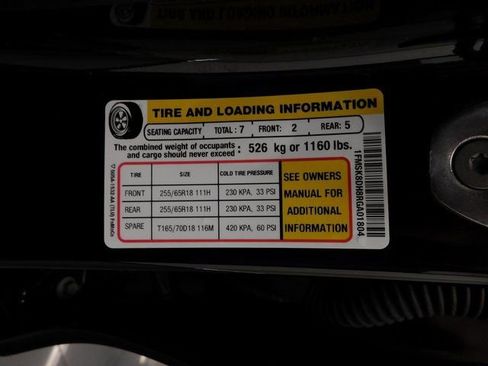 TIRE AND LOADING INFORMATION
SEATING CAPACITY TOTAL: 7 FRONT: 2 REAR: 5
The combined weight of occupants and cargo should never exceed: 526 kg or 1160 lbs.
TIRE SIZE COLD TIRE PRESSURE
FRONT 255/65R18 111H 230 KPA, 33 PSI
REAR 255/65R18 111H 230 KPA, 33 PSI
SPARE T165/70D18 116M 420 KPA, 60 PSI
SEE OWNERS
MANUAL FOR
ADDITIONAL
INFORMATION
1FMSK8DH8RGA01804